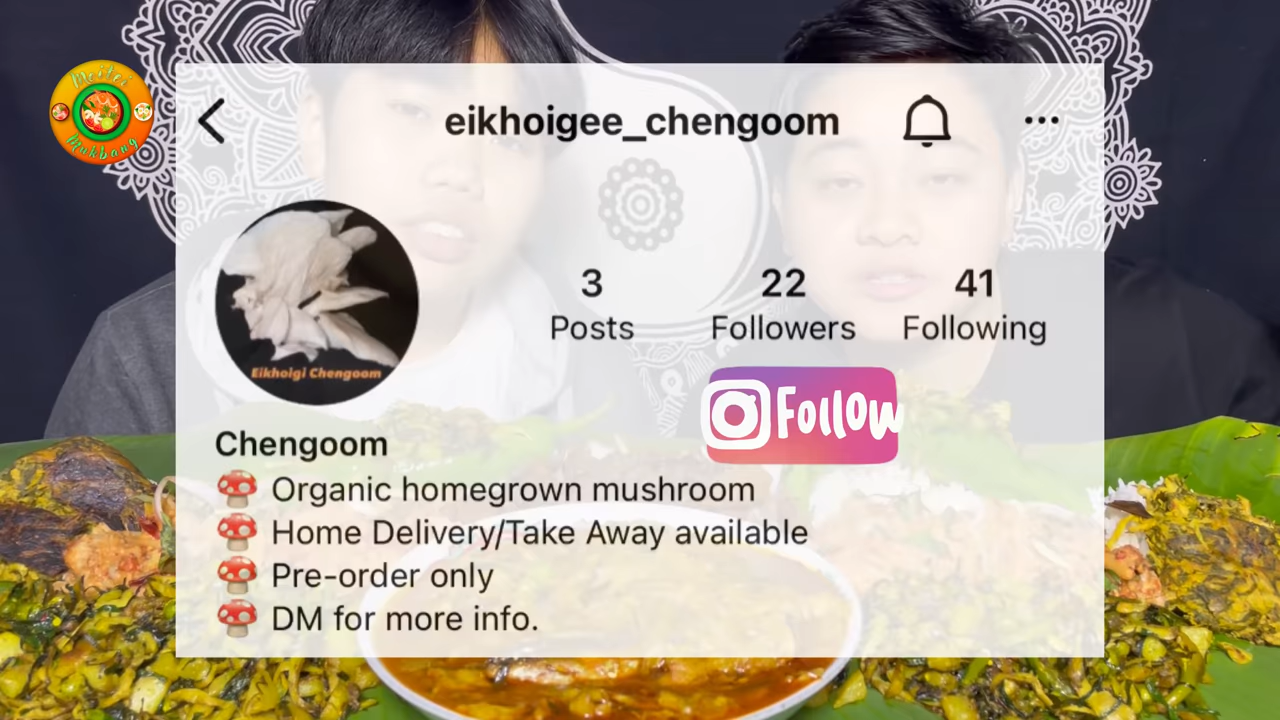 Meitei
Mukbang
eikhoigee_chengoom
3
Posts
22
Followers
41
Following
Eikhoigi Chengoom
Follow
Chengoom
Organic homegrown mushroom
Home Delivery/Take Away available
Pre-order only
DM for more info.